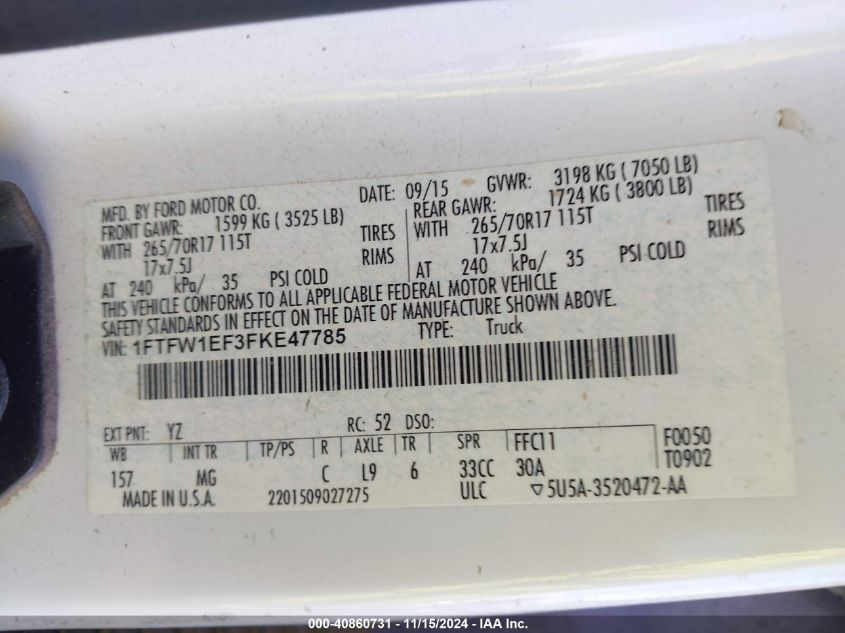 MFD. BY FORD MOTOR CO. DATE: 09/15 GVWR: 3198 KG ( 7050 LB)
FRONT GAWR: 1599 KG ( 3525 LB) REAR GAWR: 1724 KG ( 3800 LB)
WITH 265/70R17 115T TIRES WITH 265/70R17 115T TIRES
17x7.5J RIMS 17x7.5J RIMS
AT 240 kPa/ 35 PSI COLD AT 240 kPa/ 35 PSI COLD
THIS VEHICLE CONFORMS TO ALL APPLICABLE FEDERAL MOTOR VEHICLE
SAFETY STANDARDS IN EFFECT ON THE DATE OF MANUFACTURE SHOWN ABOVE.
VIN: 1FTFW1EF3FKE47785 TYPE: Truck
EXT PNT: YZ RC: 52 DSO:
WB INT TR TP/PS R AXLE TR SPR FFC11 F0050
157 MG C L9 6 33CC 30A T0902
MADE IN U.S.A. 2201509027275 ULC ▽5U5A-3520472-AA
000-40860731 - 11/15/2024 - IAA Inc.